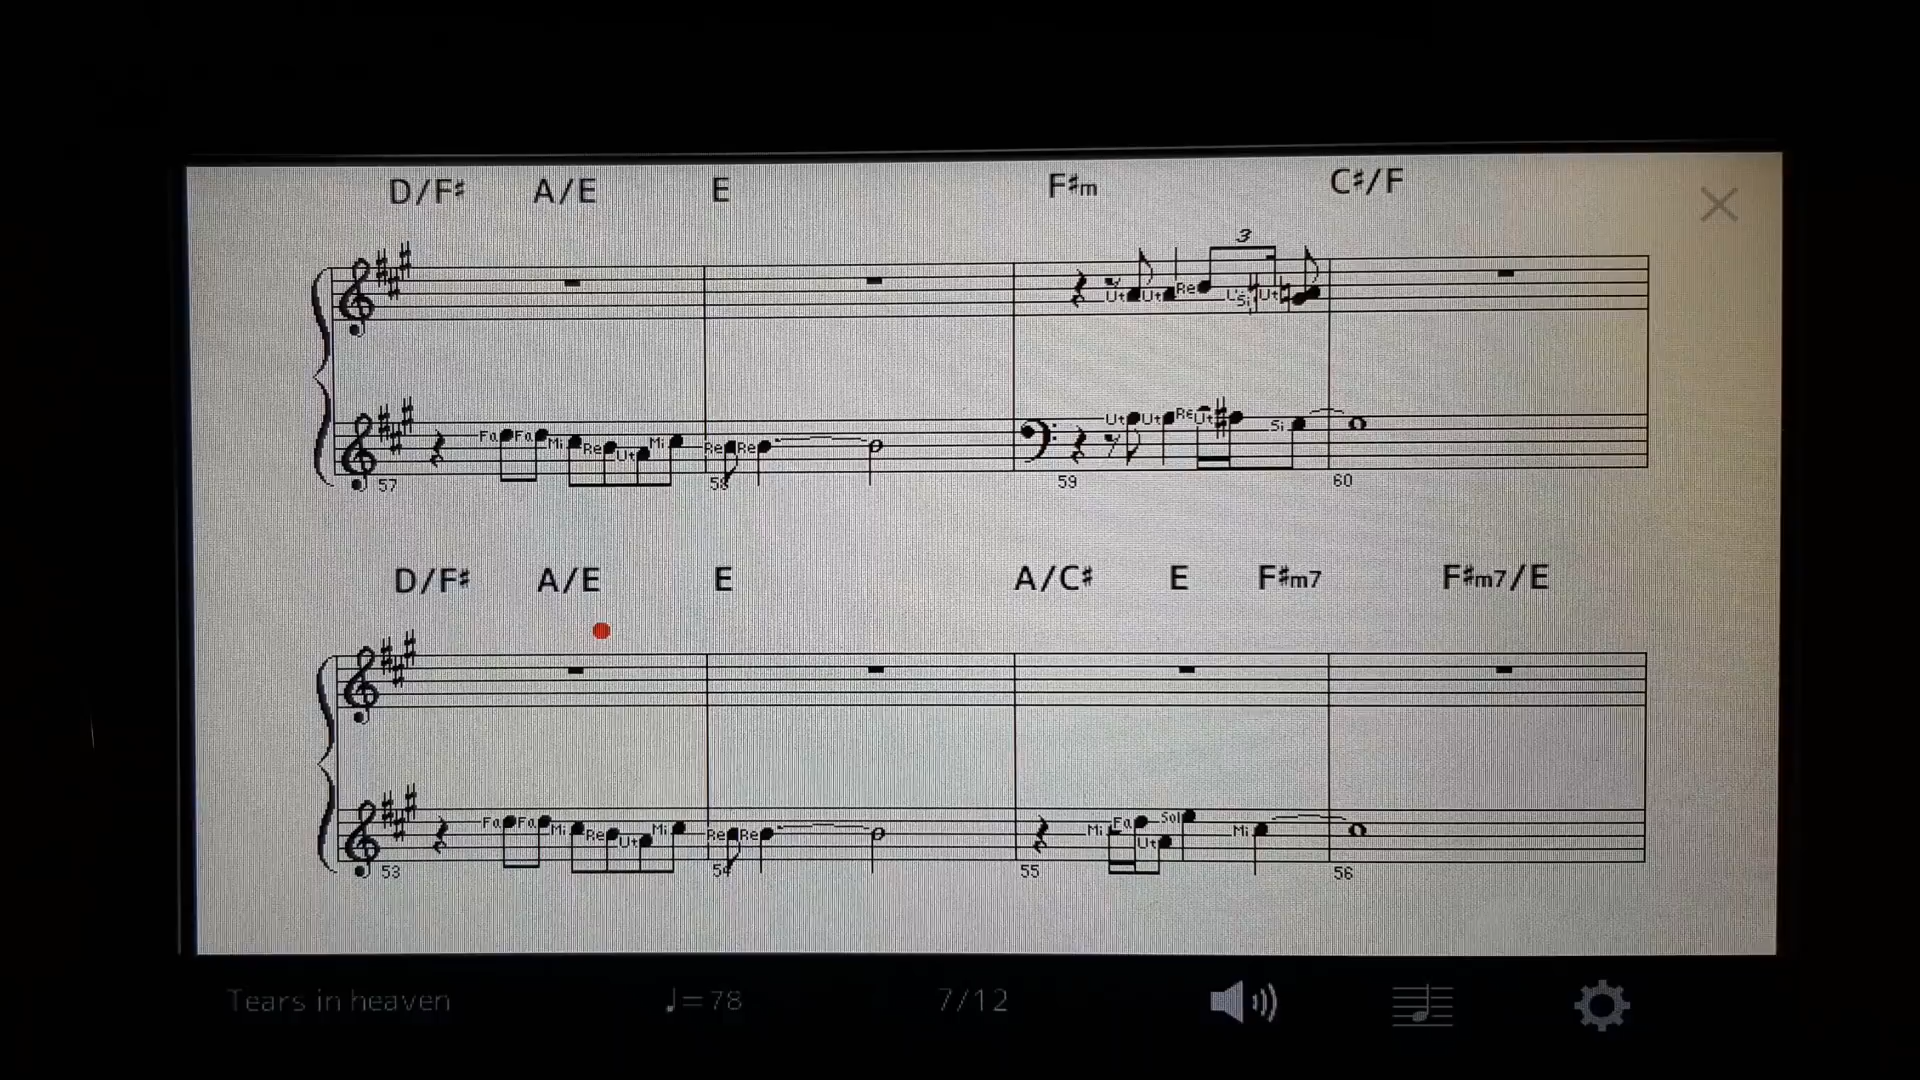 D/F♯ A/E E F♯m C♯/F
3
Ut Ut Re Si Ut
Fa Fa Mi Re Ut Mi Re Re Ut Ut Re Ut Si
57 58 59 60
D/F♯ A/E E A/C♯ E F♯m7 F♯m7/E
Fa Fa Mi Re Ut Mi Re Re Mi Fa Ut Sol Mi
53 54 55 56
Tears in heaven ♩=78 7/12